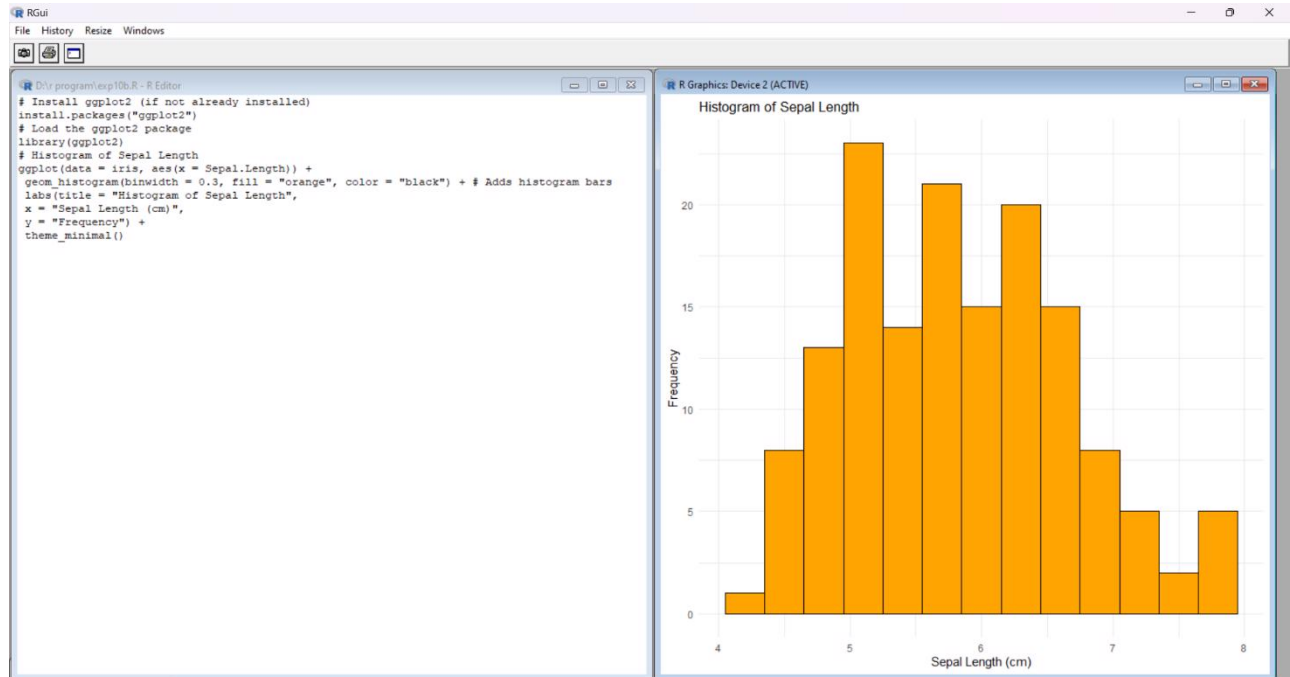 RGui
File History Resize Windows
D:\r program\exp10b.R - R Editor
# Install ggplot2 (if not already installed)
install.packages("ggplot2")
# Load the ggplot2 package
library(ggplot2)
# Histogram of Sepal Length
ggplot(data = iris, aes(x = Sepal.Length)) +
 geom_histogram(binwidth = 0.3, fill = "orange", color = "black") + # Adds histogram bars
 labs(title = "Histogram of Sepal Length",
 x = "Sepal Length (cm)",
 y = "Frequency") +
 theme_minimal()
R Graphics: Device 2 (ACTIVE)
Histogram of Sepal Length
20
15
10
5
0
Frequency
4 5 6 7 8
Sepal Length (cm)